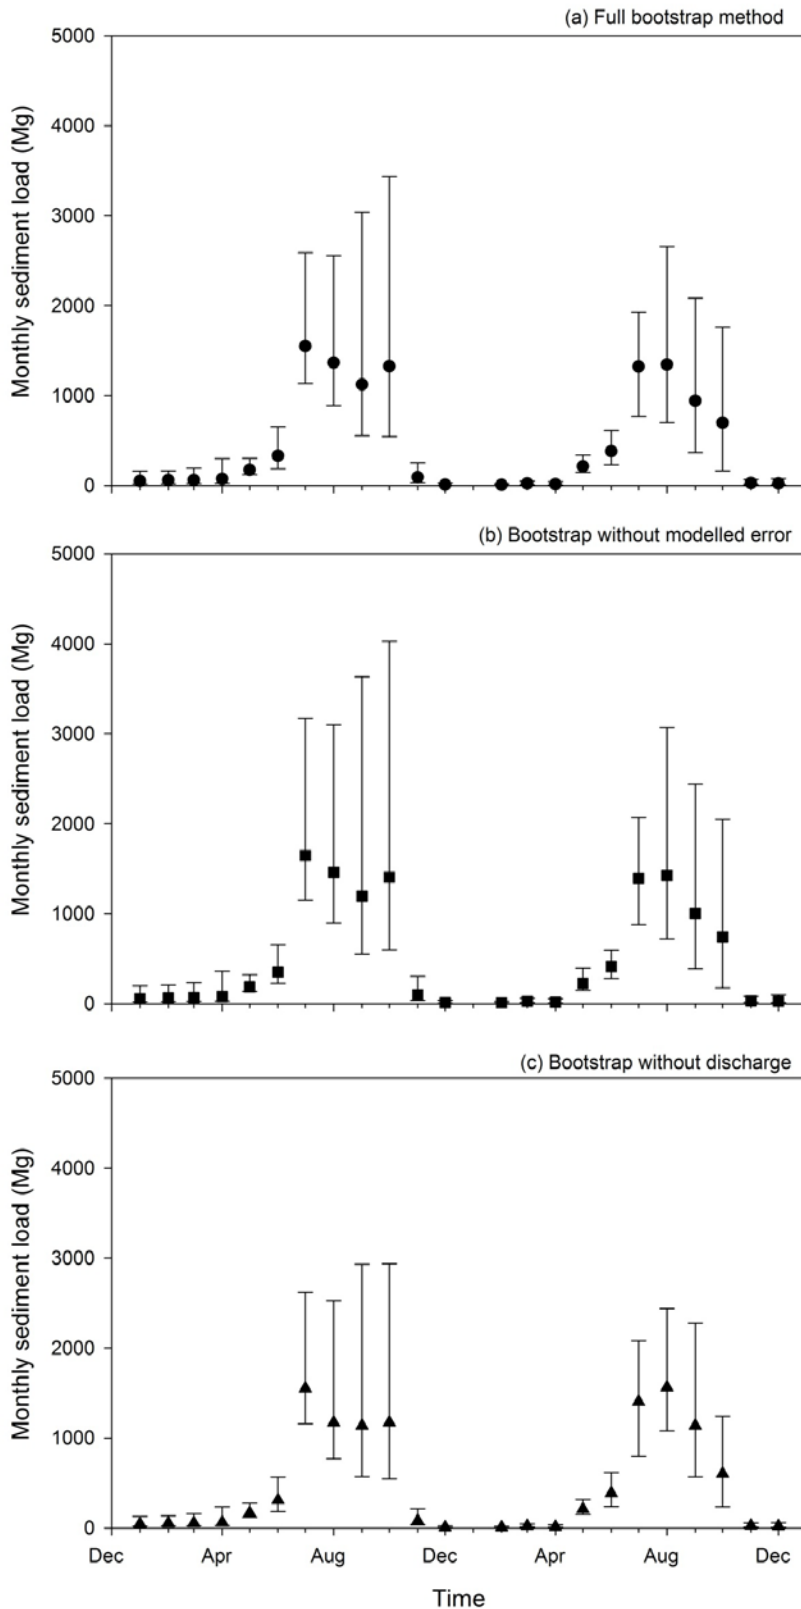 (a) Full bootstrap method
5000
4000
3000
2000
1000
0
Monthly sediment load (Mg)
(b) Bootstrap without modelled error
5000
4000
3000
2000
1000
0
Monthly sediment load (Mg)
(c) Bootstrap without discharge
5000
4000
3000
2000
1000
0
Monthly sediment load (Mg)
Dec Apr Aug Dec Apr Aug Dec
Time